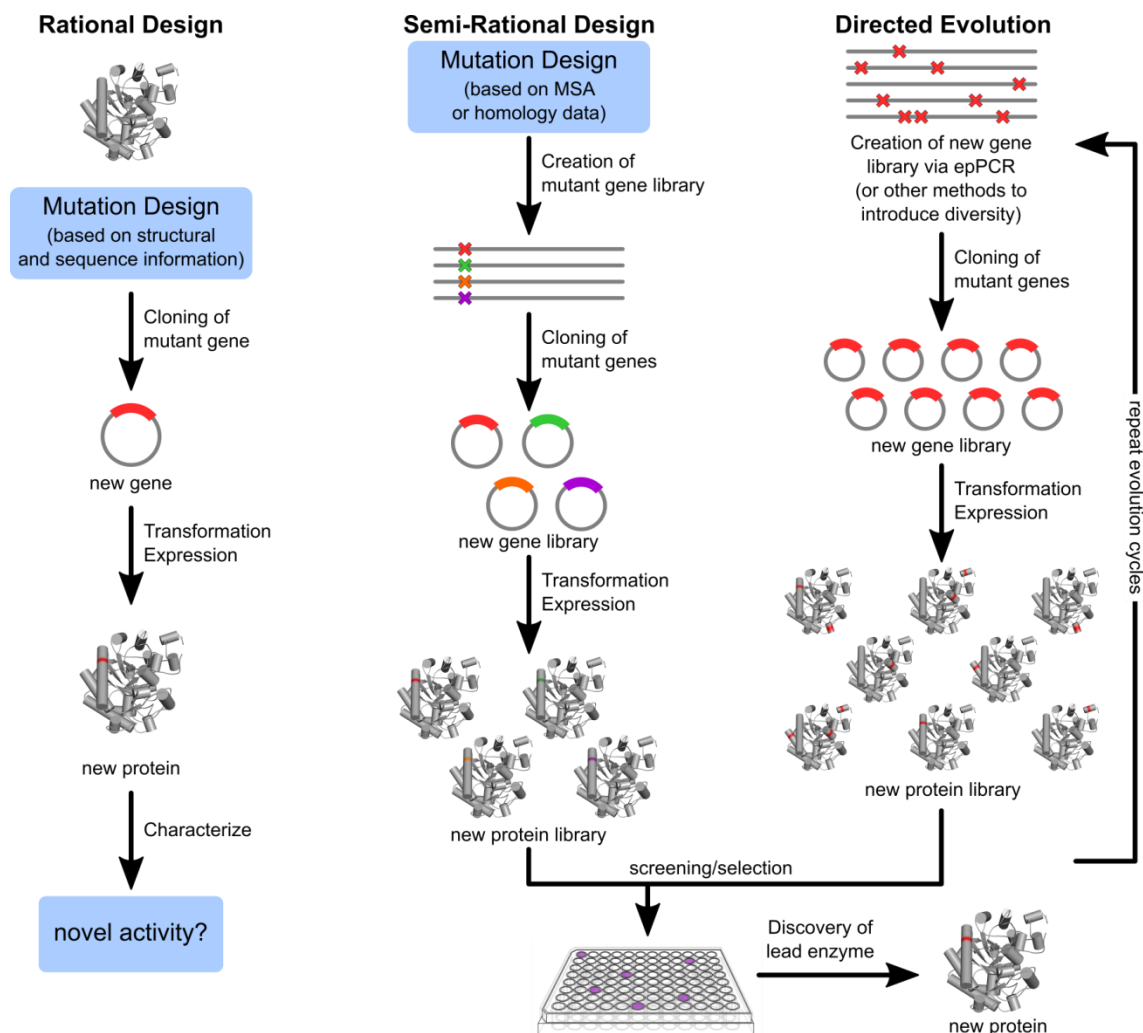 Rational Design
Mutation Design
(based on structural
and sequence information)
Cloning of
mutant gene
new gene
Transformation
Expression
new protein
Characterize
novel activity?
Semi-Rational Design
Mutation Design
(based on MSA
or homology data)
Creation of
mutant gene library
Cloning of
mutant genes
new gene library
Transformation
Expression
new protein library
Directed Evolution
Creation of new gene
library via epPCR
(or other methods to
introduce diversity)
Cloning of
mutant genes
new gene library
Transformation
Expression
new protein library
repeat evolution cycles
screening/selection
Discovery of
lead enzyme
new protein